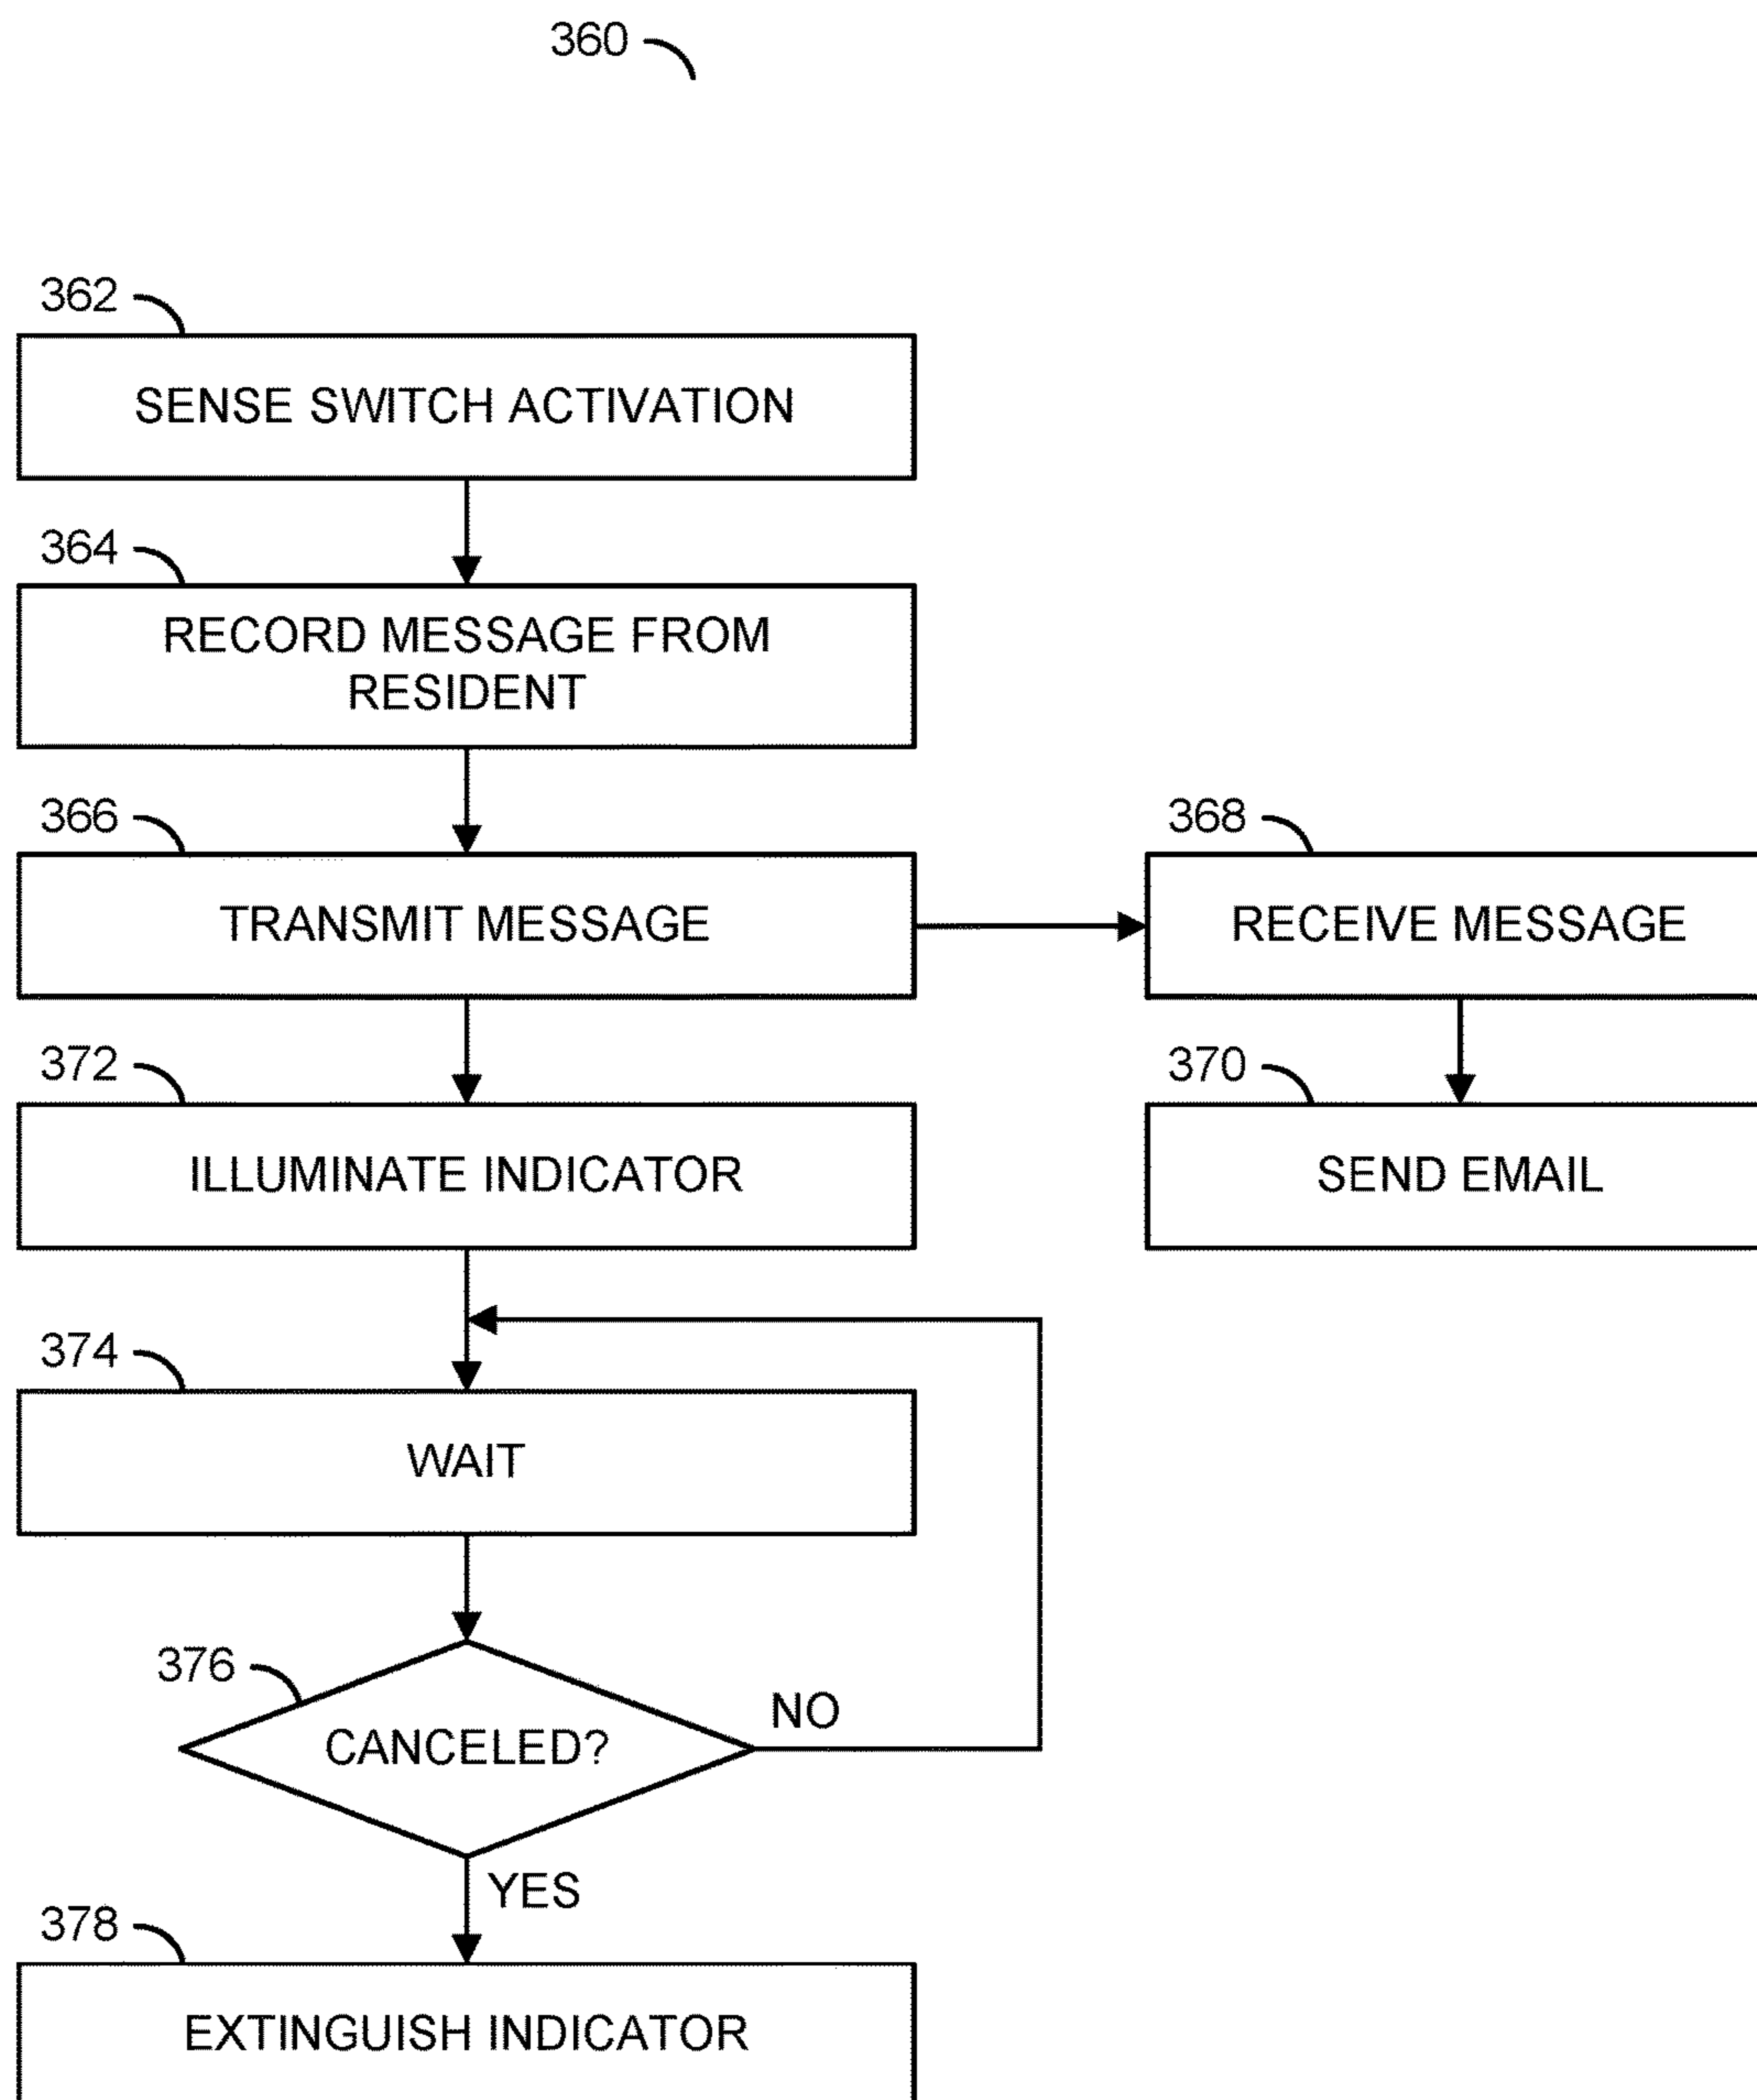 360
362
SENSE SWITCH ACTIVATION
364
RECORD MESSAGE FROM
RESIDENT
366
TRANSMIT MESSAGE
368
RECEIVE MESSAGE
372
ILLUMINATE INDICATOR
370
SEND EMAIL
374
WAIT
376
CANCELED?
NO
YES
378
EXTINGUISH INDICATOR